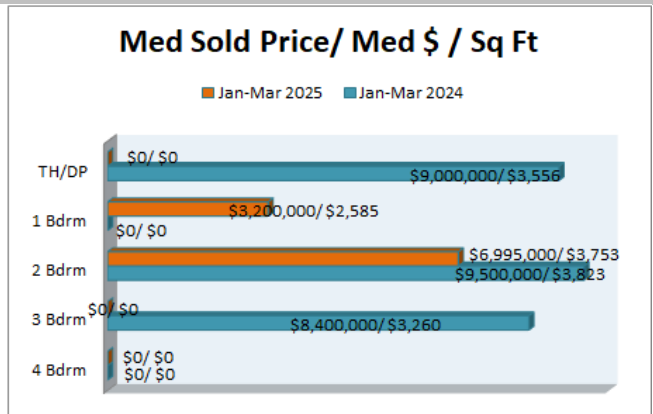 Med Sold Price/ Med $ / Sq Ft
Jan-Mar 2025 Jan-Mar 2024
TH/DP $0/ $0
$9,000,000/ $3,556
1 Bdrm $3,200,000/ $2,585
$0/ $0
2 Bdrm $6,995,000/ $3,753
$9,500,000/ $3,823
3 Bdrm $0/ $0
$8,400,000/ $3,260
4 Bdrm $0/ $0
$0/ $0